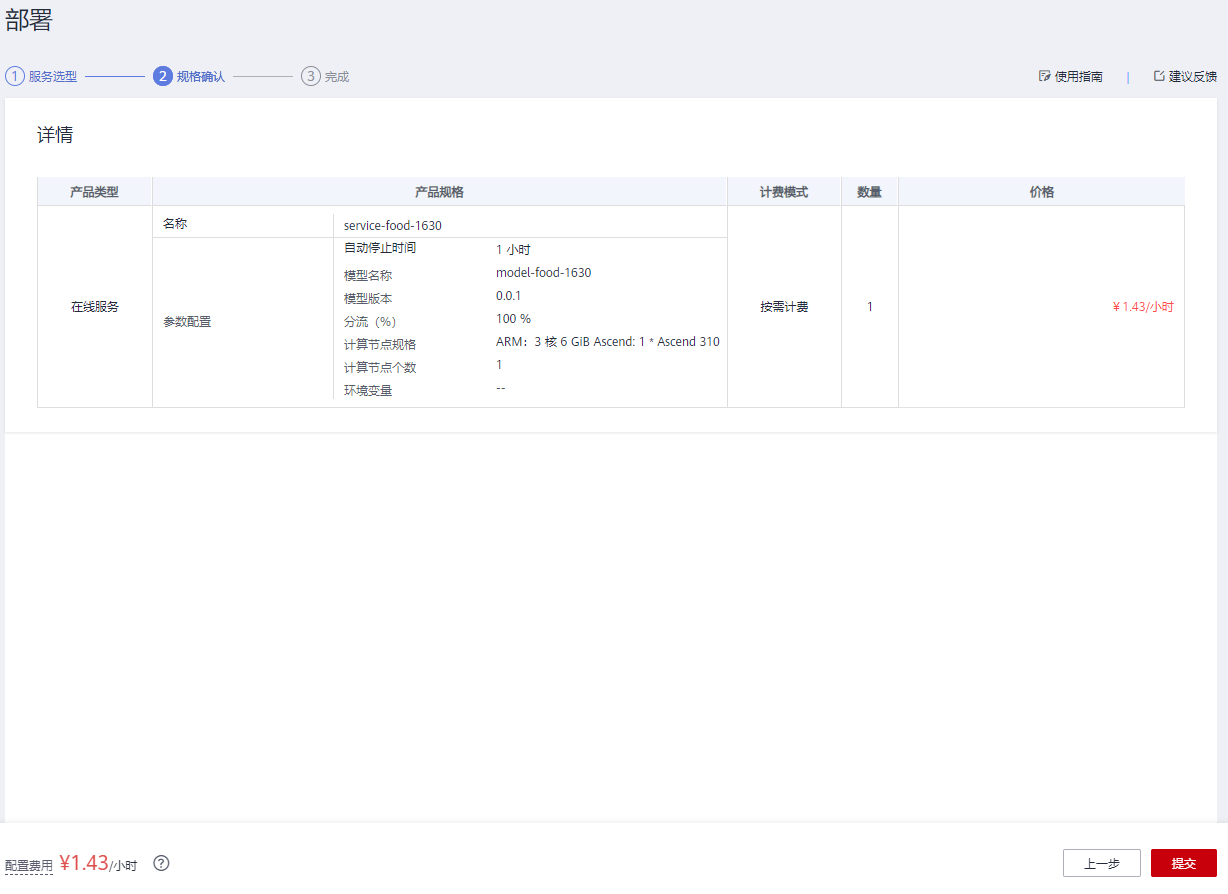 部署
1 服务选型 2 规格确认 3 完成 使用指南 | 建议反馈
详情
产品类型 产品规格 计费模式 数量 价格
名称 service-food-1630
自动停止时间 1 小时
模型名称 model-food-1630
模型版本 0.0.1
在线服务 参数配置 按需计费 1 ¥ 1.43/小时
分流（%） 100 %
计算节点规格 ARM：3 核 6 GiB Ascend: 1 * Ascend 310
计算节点个数 1
环境变量 --
配置费用 ¥1.43/小时 ? 上一步 提交